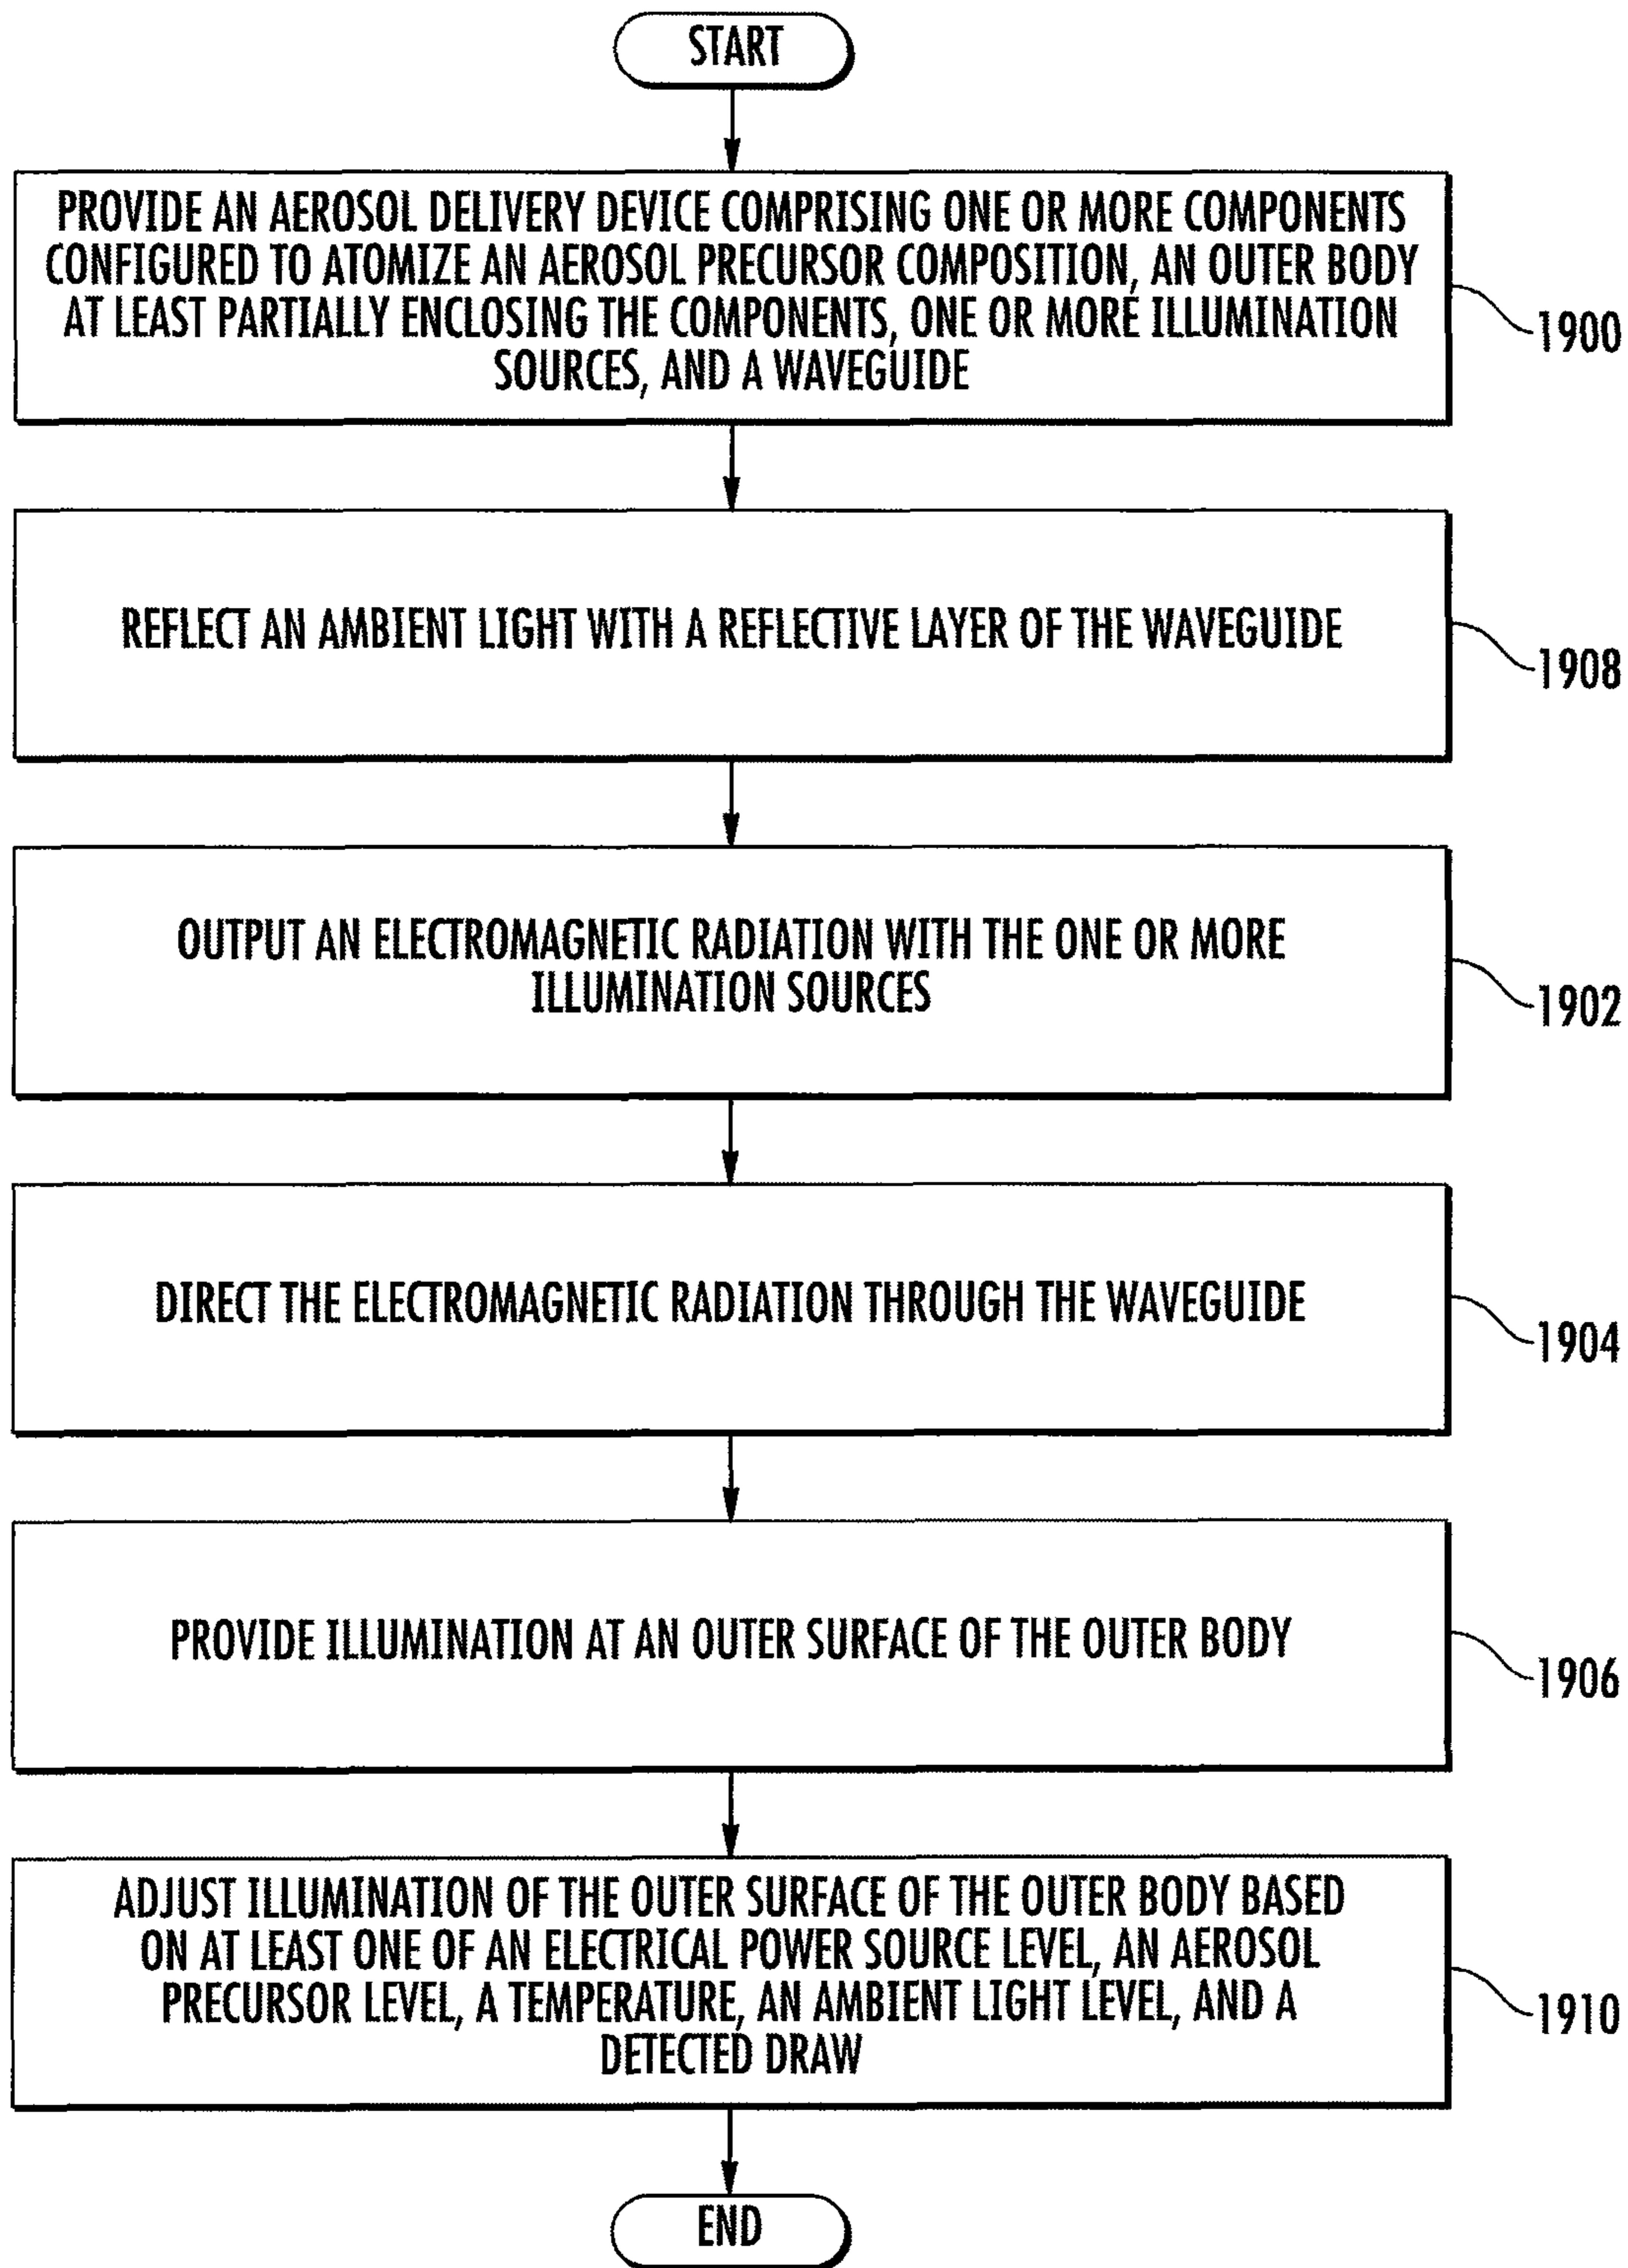 START
PROVIDE AN AEROSOL DELIVERY DEVICE COMPRISING ONE OR MORE COMPONENTS
CONFIGURED TO ATOMIZE AN AEROSOL PRECURSOR COMPOSITION, AN OUTER BODY
AT LEAST PARTIALLY ENCLOSING THE COMPONENTS, ONE OR MORE ILLUMINATION
SOURCES, AND A WAVEGUIDE
1900
REFLECT AN AMBIENT LIGHT WITH A REFLECTIVE LAYER OF THE WAVEGUIDE
1908
OUTPUT AN ELECTROMAGNETIC RADIATION WITH THE ONE OR MORE
ILLUMINATION SOURCES
1902
DIRECT THE ELECTROMAGNETIC RADIATION THROUGH THE WAVEGUIDE
1904
PROVIDE ILLUMINATION AT AN OUTER SURFACE OF THE OUTER BODY
1906
ADJUST ILLUMINATION OF THE OUTER SURFACE OF THE OUTER BODY BASED
ON AT LEAST ONE OF AN ELECTRICAL POWER SOURCE LEVEL, AN AEROSOL
PRECURSOR LEVEL, A TEMPERATURE, AN AMBIENT LIGHT LEVEL, AND A
DETECTED DRAW
1910
END